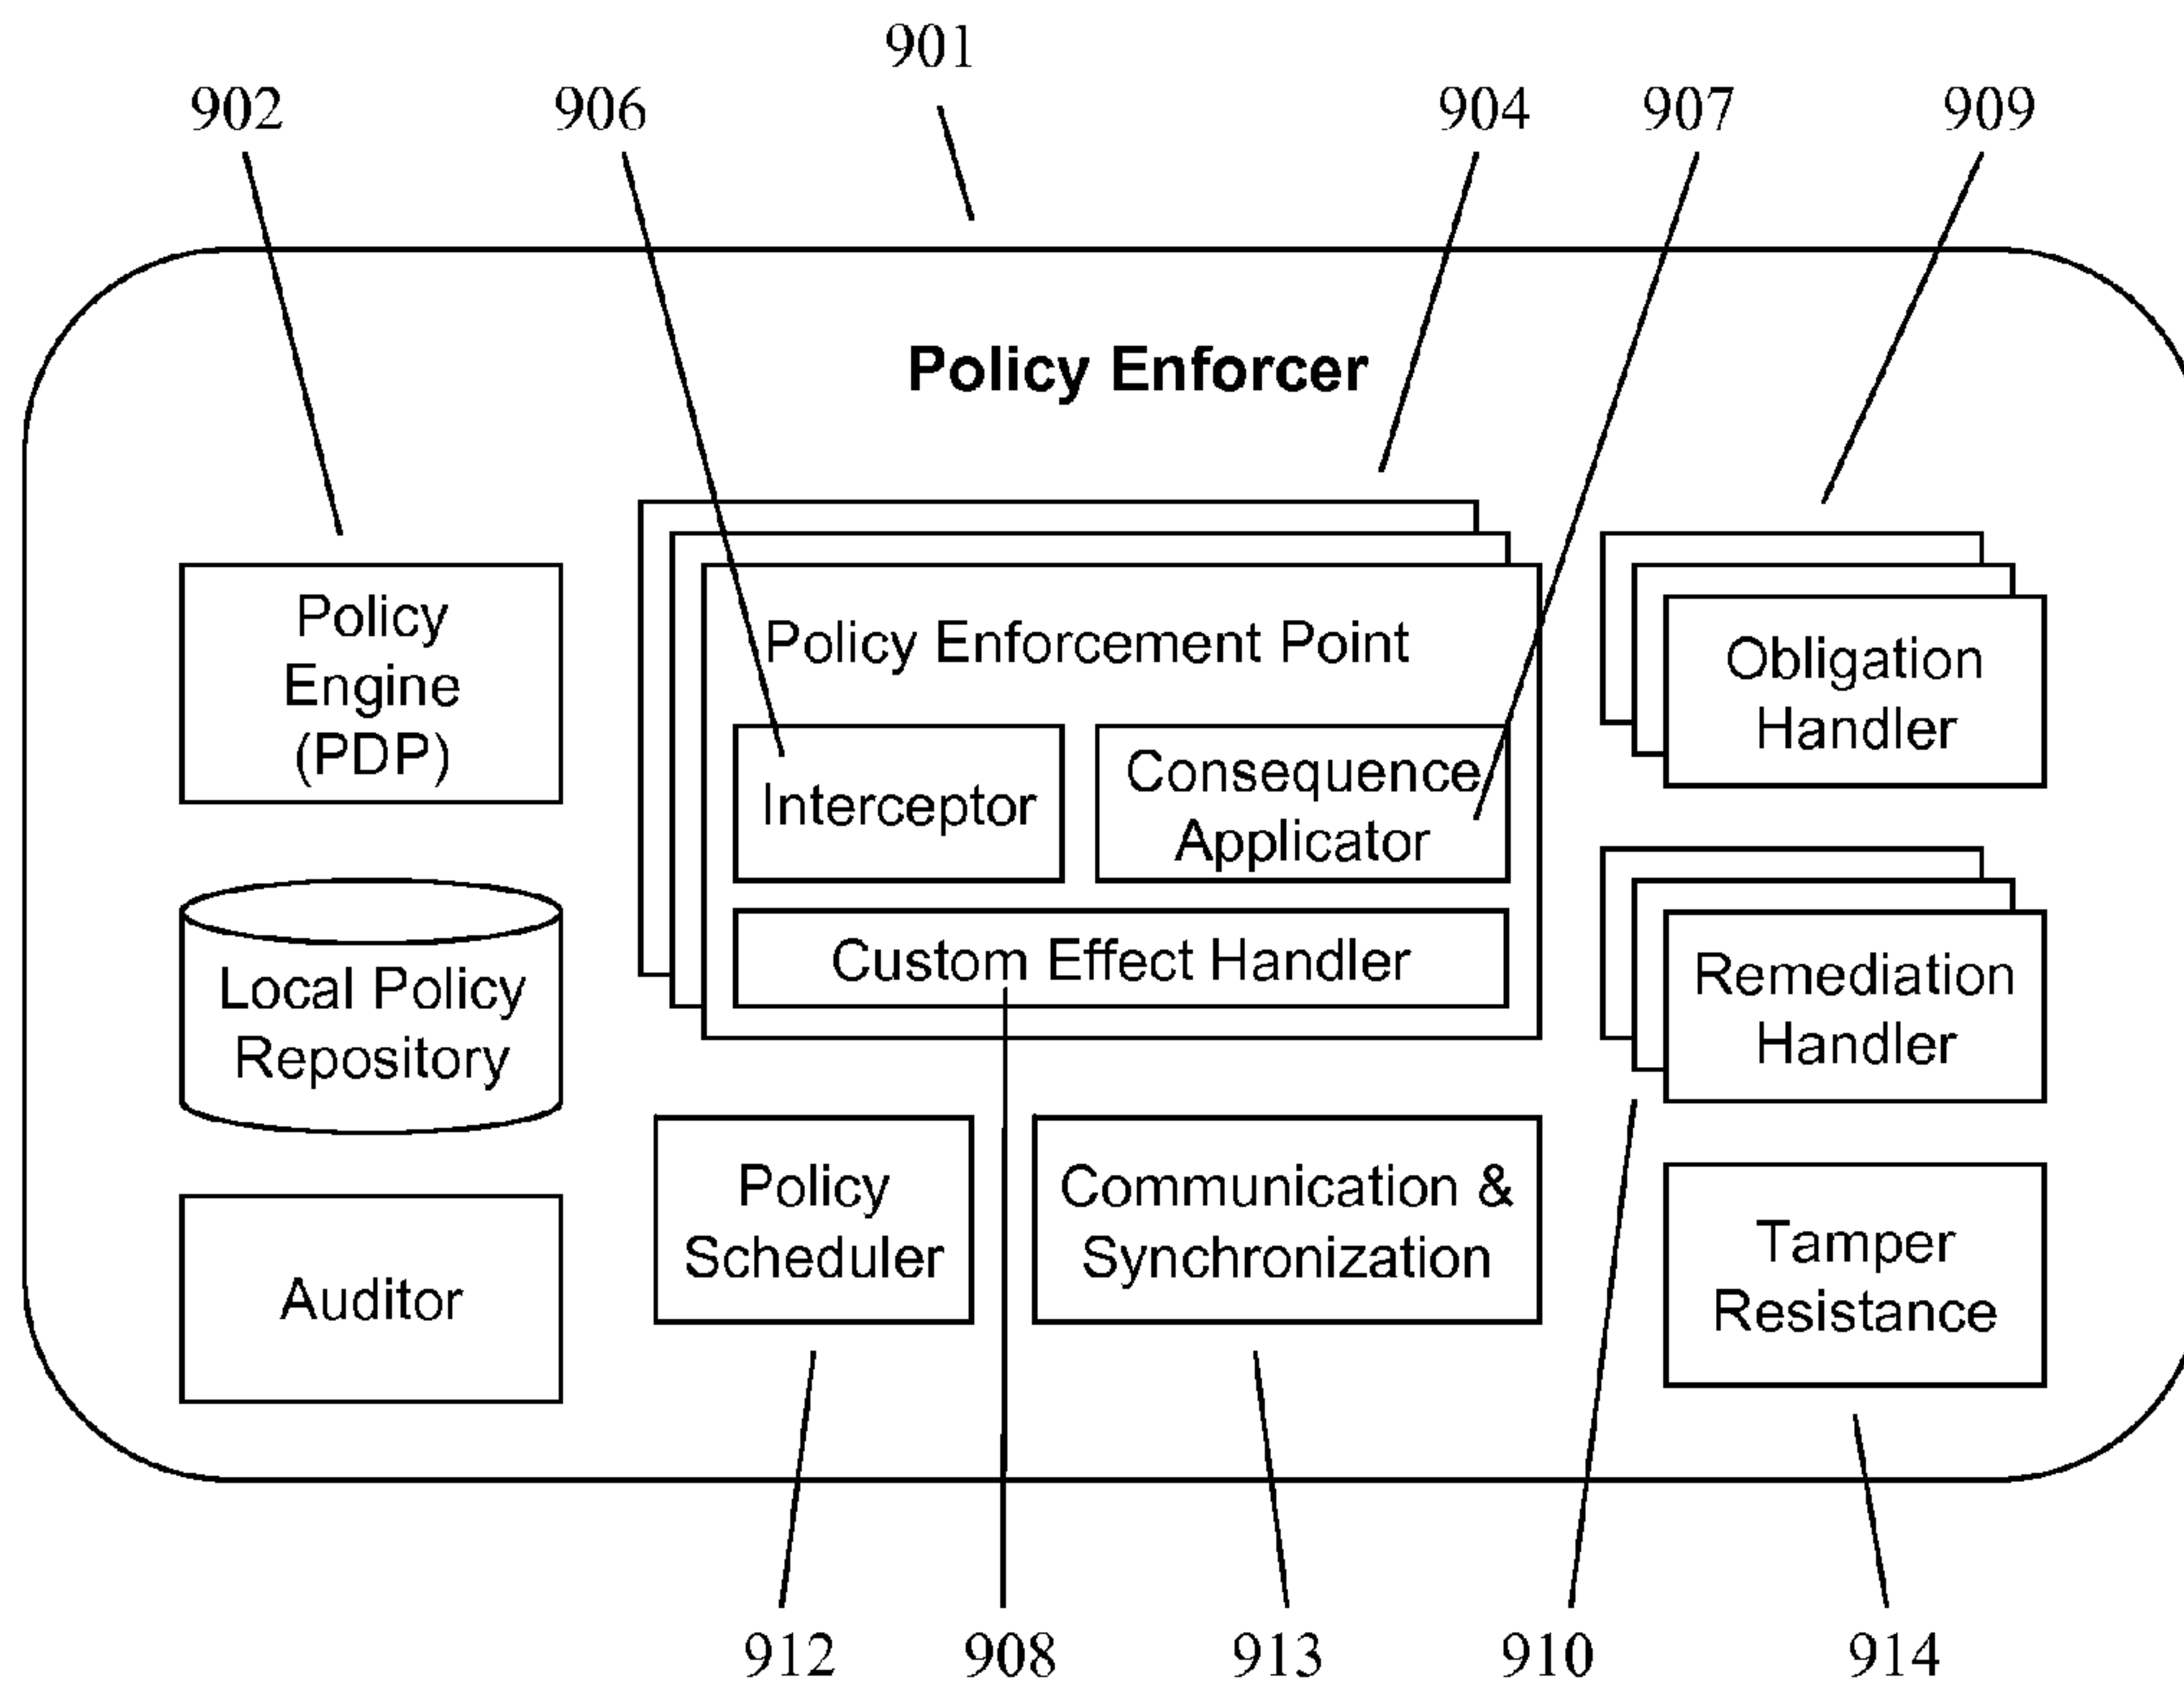 901
902
906
904
907
909
Policy Enforcer
Policy
Engine
(PDP)
Policy Enforcement Point
Interceptor
Consequence
Applicator
Custom Effect Handler
Obligation
Handler
Local Policy
Repository
Remediation
Handler
Auditor
Policy
Scheduler
Communication &
Synchronization
Tamper
Resistance
912
908
913
910
914